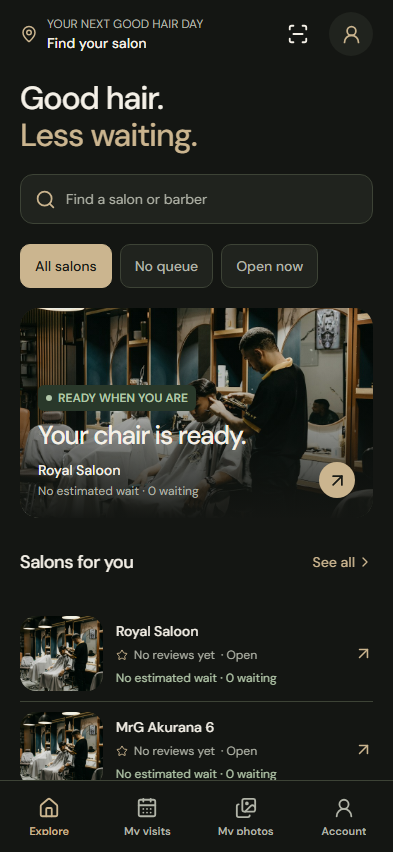 YOUR NEXT GOOD HAIR DAY
Find your salon
Good hair.
Less waiting.
Find a salon or barber
All salons
No queue
Open now
READY WHEN YOU ARE
Your chair is ready.
Royal Saloon
No estimated wait · 0 waiting
Salons for you
See all
Royal Saloon
No reviews yet · Open
No estimated wait · 0 waiting
MrG Akurana 6
No reviews yet · Open
No estimated wait · 0 waiting
Explore
My visits
My photos
Account